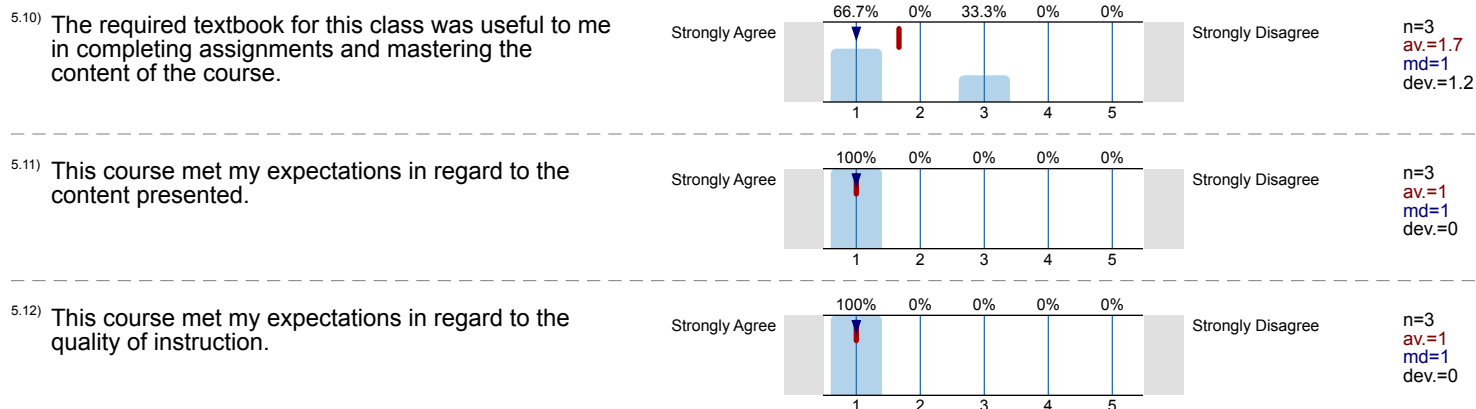 5.10) The required textbook for this class was useful to me
in completing assignments and mastering the
content of the course.
66.7% 0% 33.3% 0% 0%
Strongly Agree Strongly Disagree
1 2 3 4 5
n=3
av.=1.7
md=1
dev.=1.2
5.11) This course met my expectations in regard to the
content presented.
100% 0% 0% 0% 0%
Strongly Agree Strongly Disagree
1 2 3 4 5
n=3
av.=1
md=1
dev.=0
5.12) This course met my expectations in regard to the
quality of instruction.
100% 0% 0% 0% 0%
Strongly Agree Strongly Disagree
1 2 3 4 5
n=3
av.=1
md=1
dev.=0